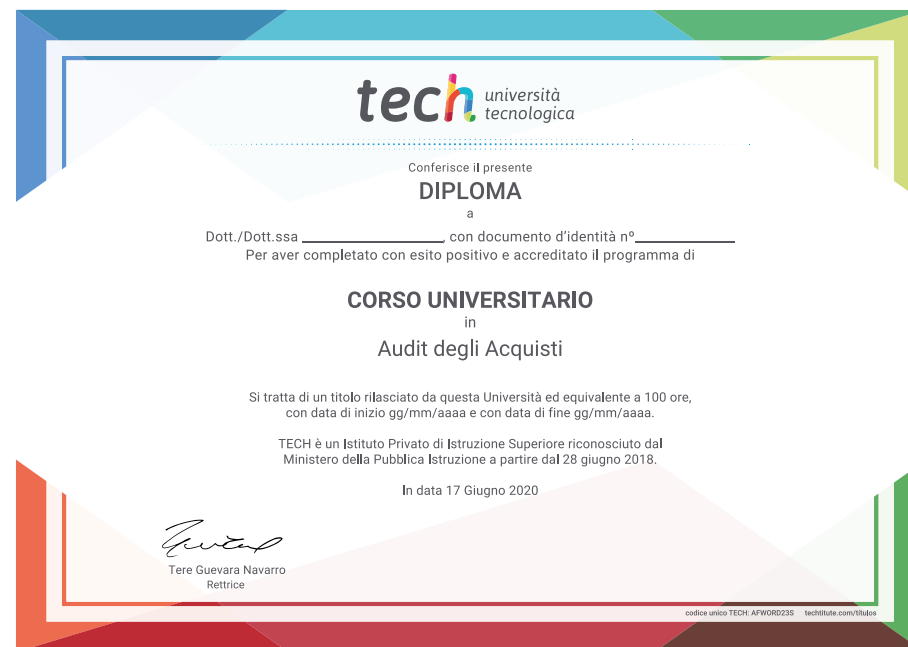 tech università
tecnologica
Conferisce il presente
DIPLOMA
a
Dott./Dott.ssa ____________________, con documento d'identità nº______________
Per aver completato con esito positivo e accreditato il programma di
CORSO UNIVERSITARIO
in
Audit degli Acquisti
Si tratta di un titolo rilasciato da questa Università ed equivalente a 100 ore,
con data di inizio gg/mm/aaaa e con data di fine gg/mm/aaaa.
TECH è un Istituto Privato di Istruzione Superiore riconosciuto dal
Ministero della Pubblica Istruzione a partire dal 28 giugno 2018.
In data 17 Giugno 2020
Tere Guevara Navarro
Rettrice
codice unico TECH: AFWORD23S techtitute.com/títulos